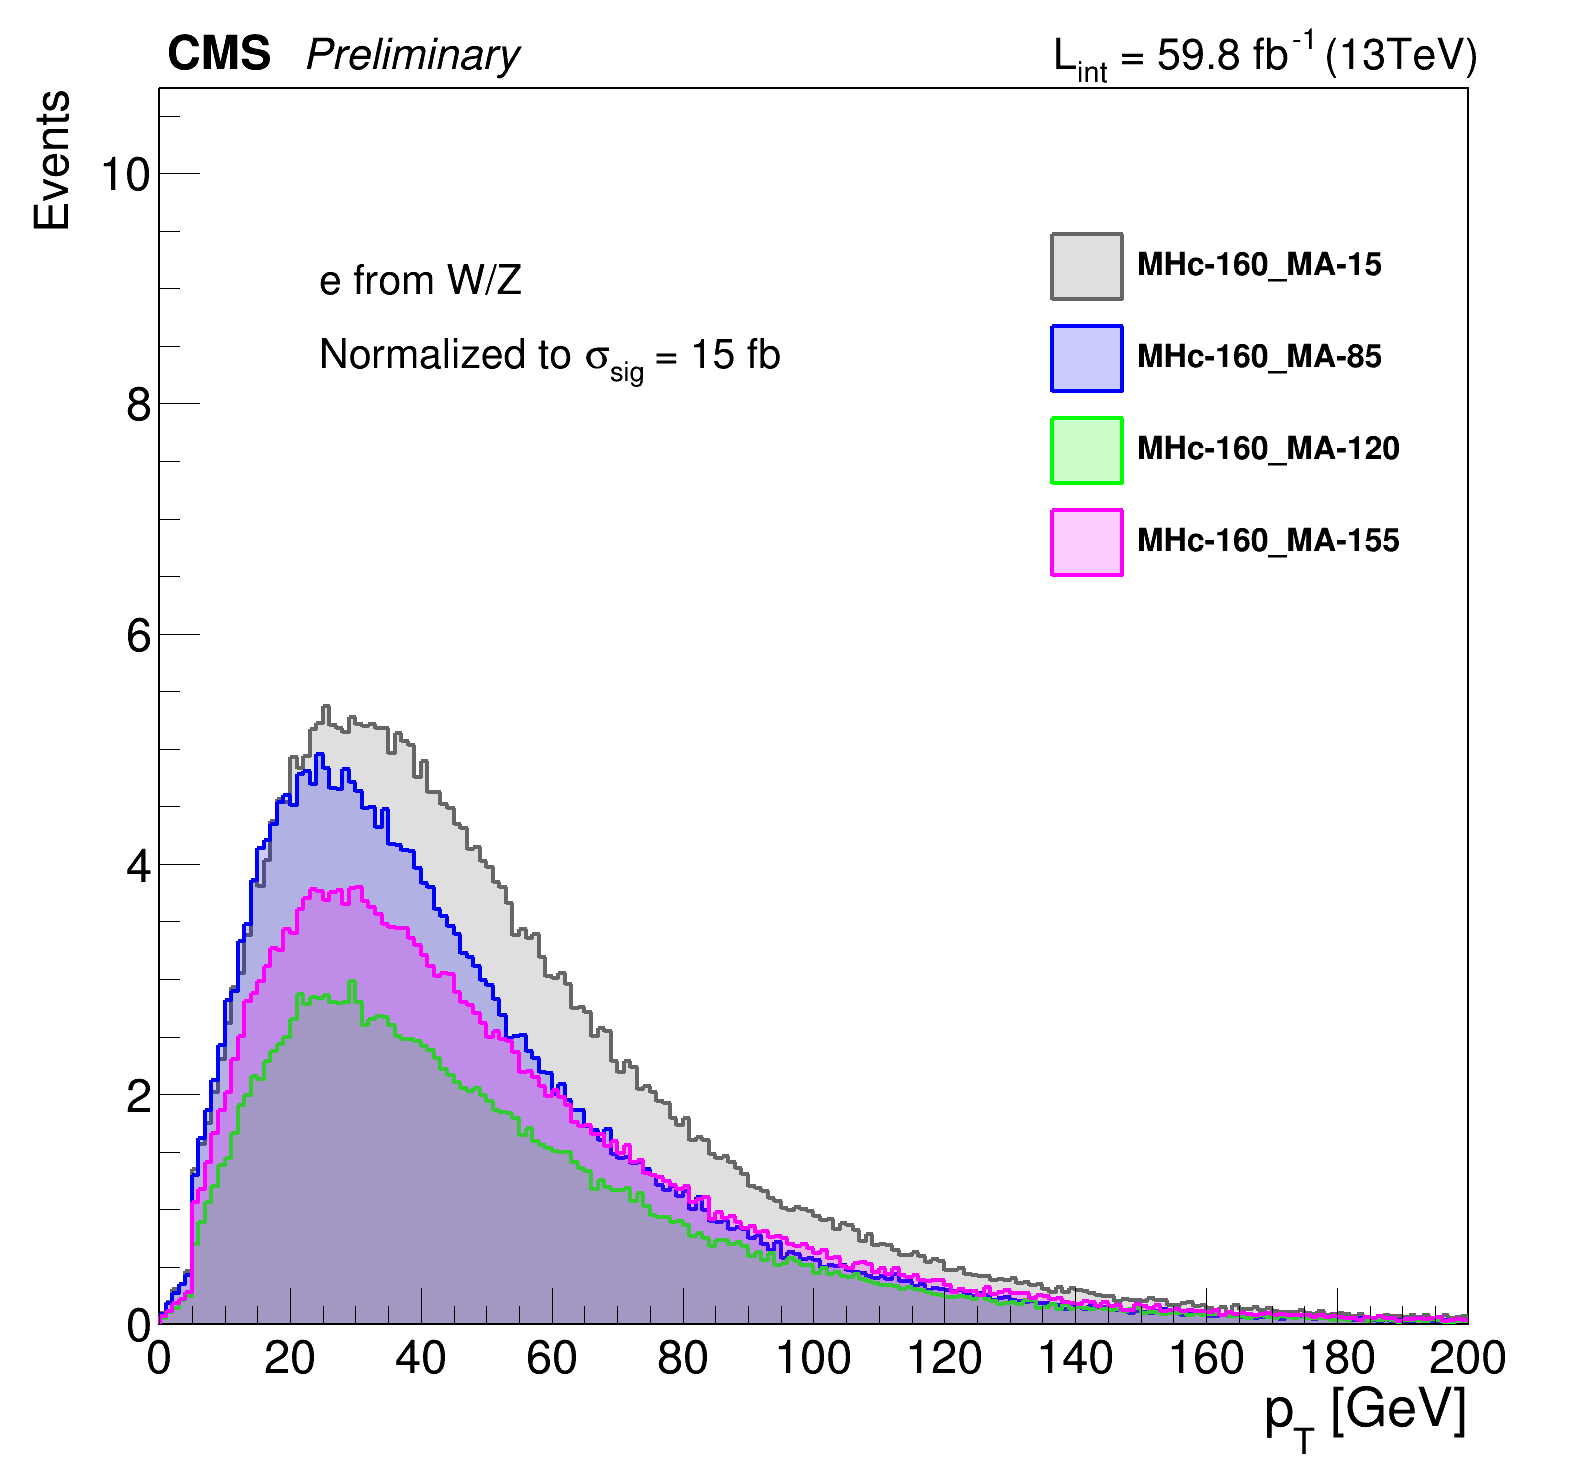 CMS Preliminary
L_int = 59.8 fb^-1 (13TeV)
Events
10
8
6
4
2
0
e from W/Z
Normalized to σ_sig = 15 fb
MHc-160_MA-15
MHc-160_MA-85
MHc-160_MA-120
MHc-160_MA-155
0 20 40 60 80 100 120 140 160 180 200
p_T [GeV]